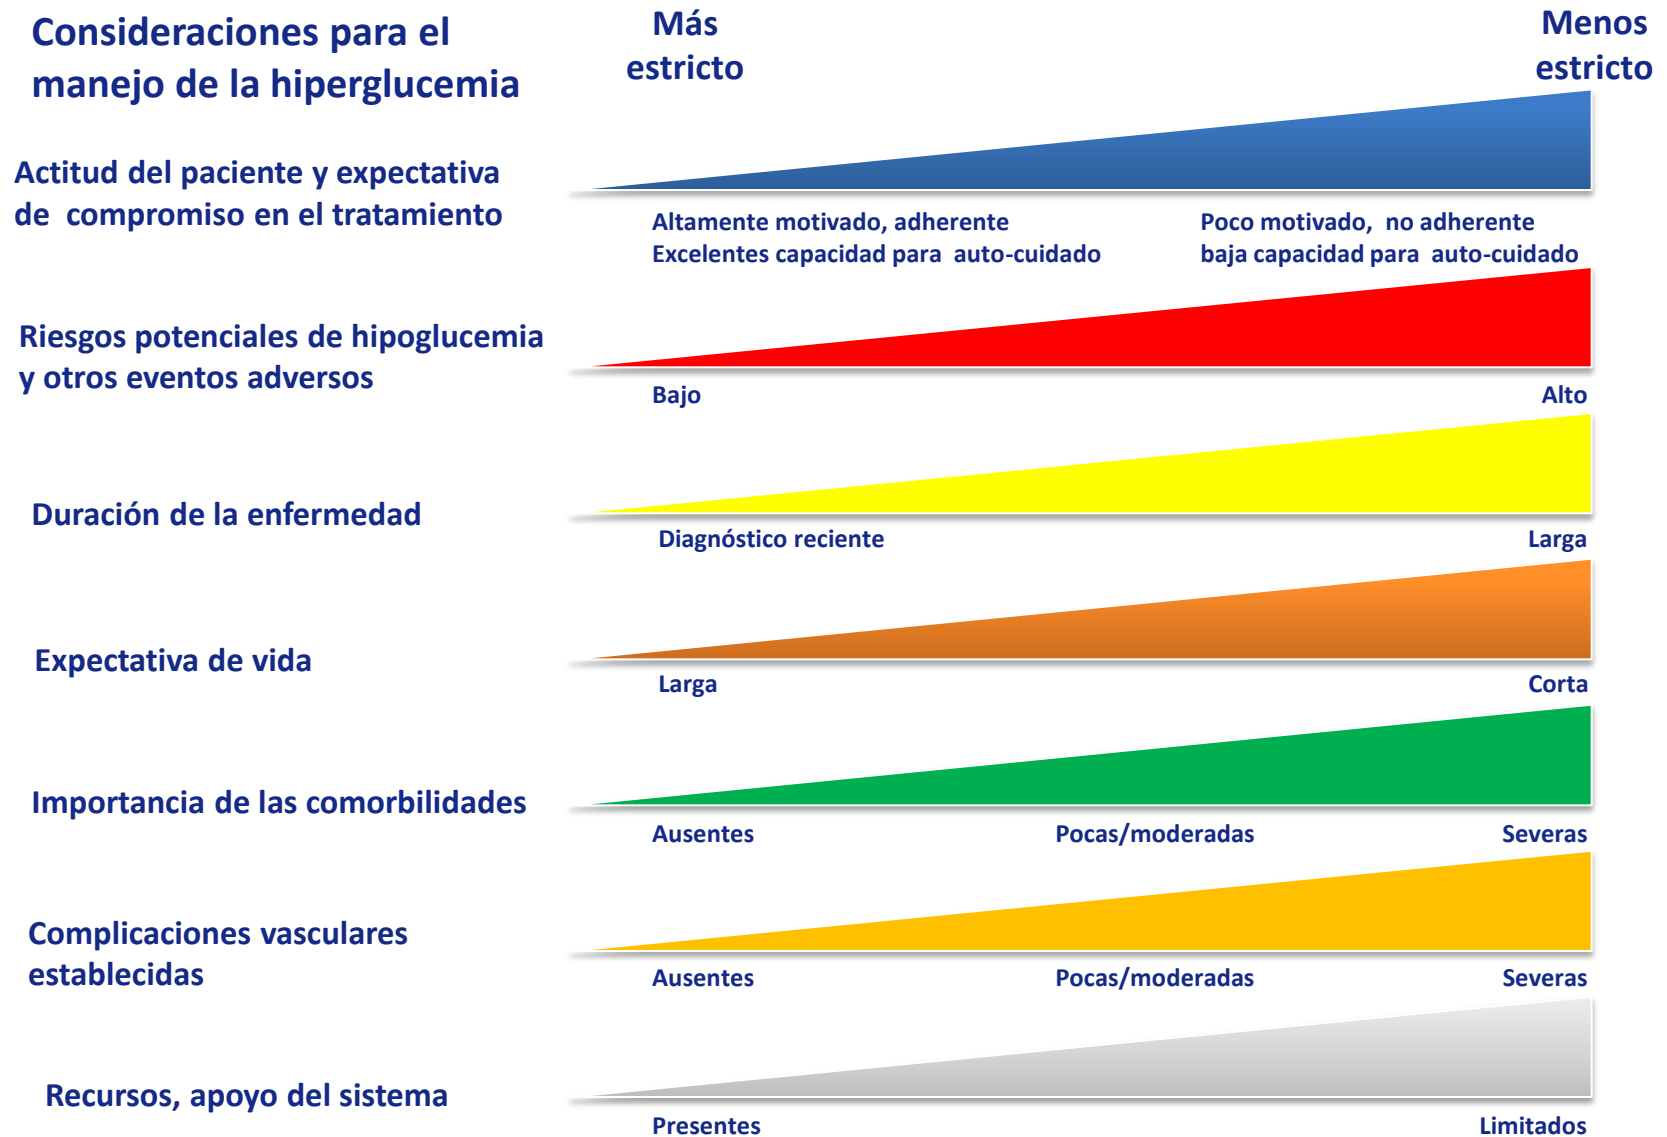 Consideraciones para el
manejo de la hiperglucemia
Más
estricto
Menos
estricto
Actitud del paciente y expectativa
de compromiso en el tratamiento
Altamente motivado, adherente
Excelentes capacidad para auto-cuidado
Poco motivado, no adherente
baja capacidad para auto-cuidado
Riesgos potenciales de hipoglucemia
y otros eventos adversos
Bajo
Alto
Duración de la enfermedad
Diagnóstico reciente
Larga
Expectativa de vida
Larga
Corta
Importancia de las comorbilidades
Ausentes
Pocas/moderadas
Severas
Complicaciones vasculares
establecidas
Ausentes
Pocas/moderadas
Severas
Recursos, apoyo del sistema
Presentes
Limitados